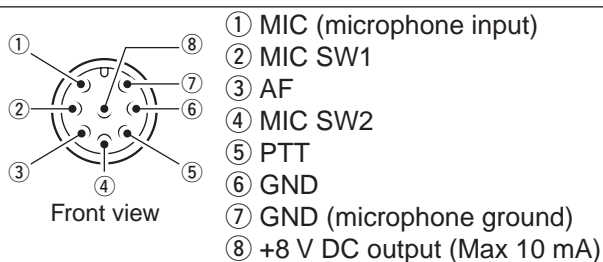 ① ⑧
② ⑦
③ ⑥
④ ⑤
Front view
① MIC (microphone input)
② MIC SW1
③ AF
④ MIC SW2
⑤ PTT
⑥ GND
⑦ GND (microphone ground)
⑧ +8 V DC output (Max 10 mA)